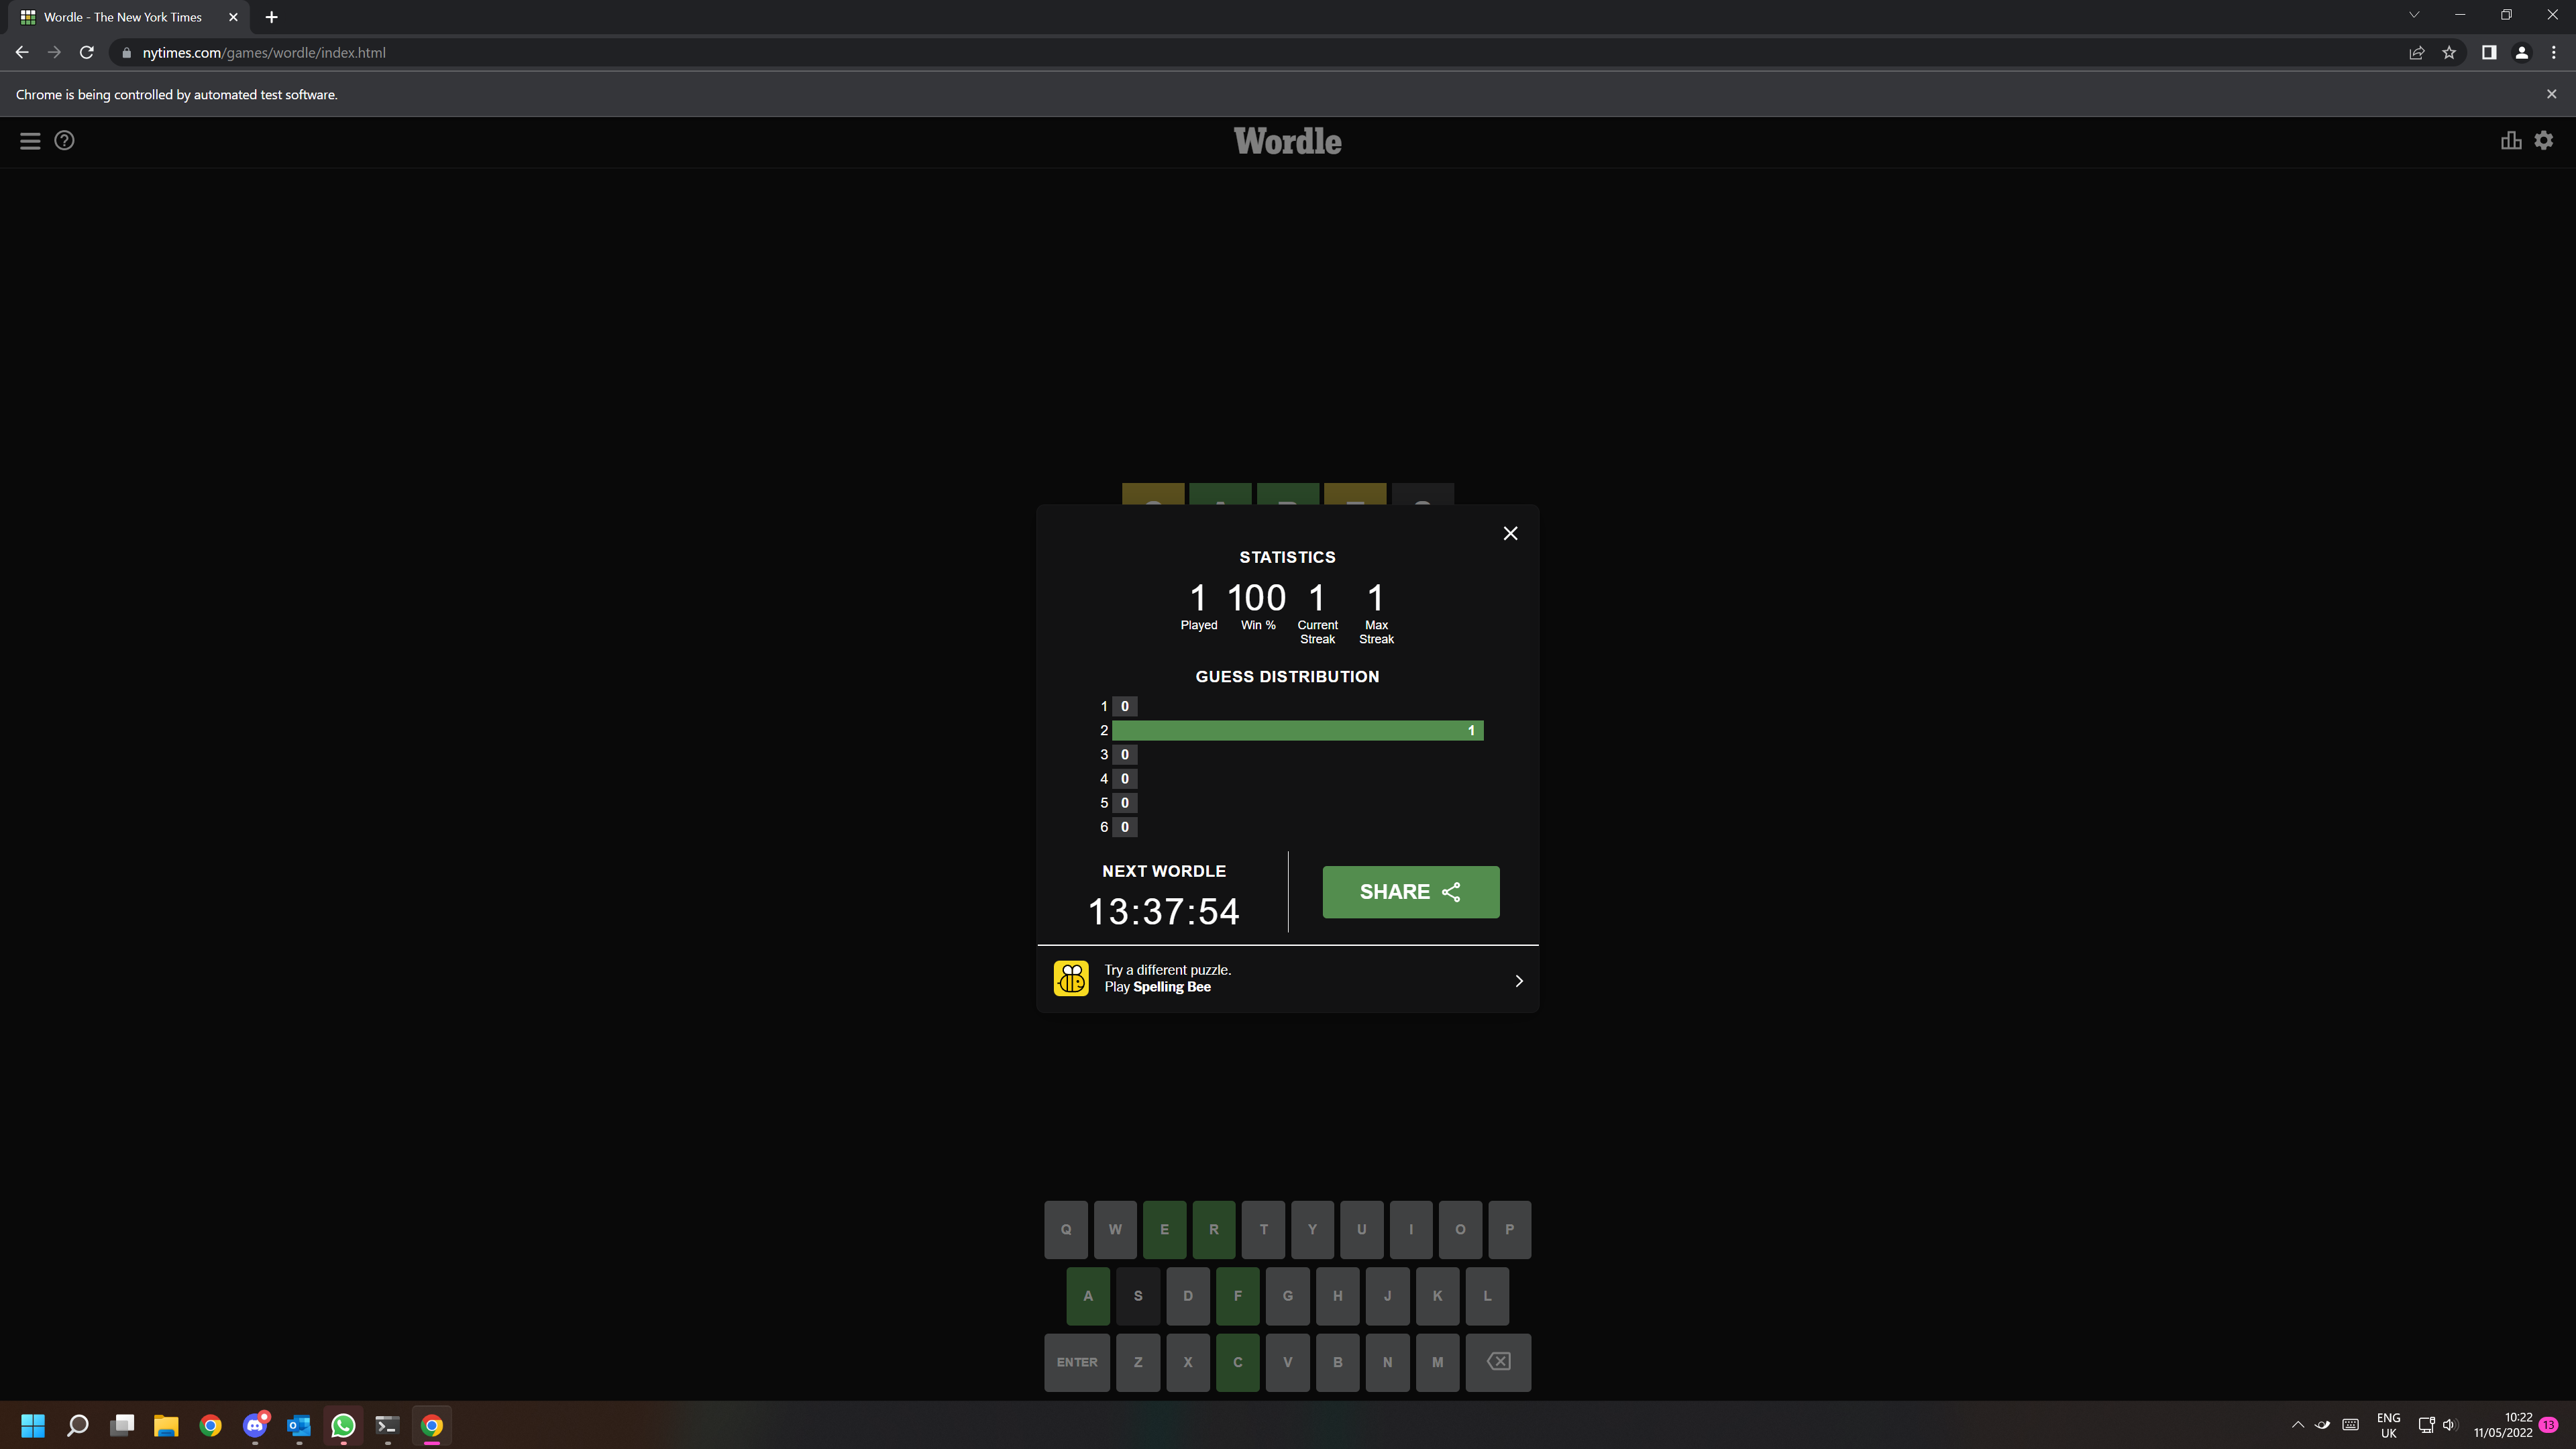 Wordle - The New York Times
nytimes.com/games/wordle/index.html
Chrome is being controlled by automated test software.
Wordle
STATISTICS
1 100 1 1
Played Win % Current Streak Max Streak
GUESS DISTRIBUTION
1 0
2 1
3 0
4 0
5 0
6 0
NEXT WORDLE
13:37:54
SHARE
Try a different puzzle.
Play Spelling Bee
Q W E R T Y U I O P
A S D F G H J K L
ENTER Z X C V B N M
ENG
UK
10:22
11/05/2022
13